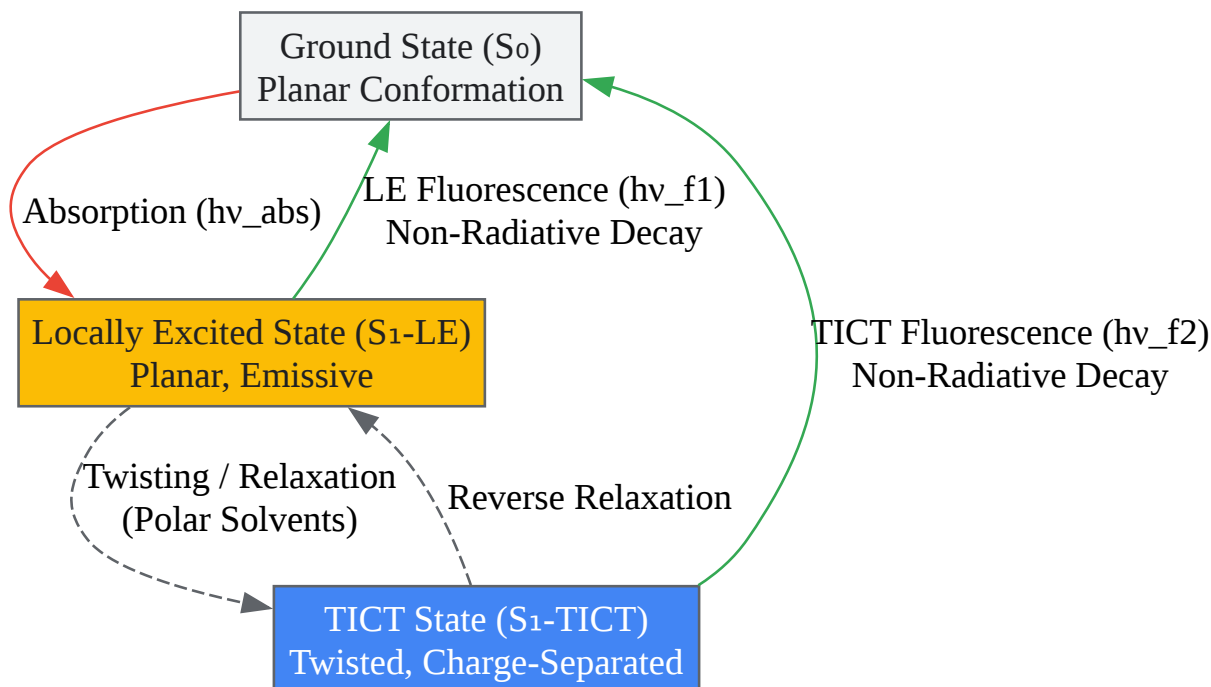 Ground State (S₀)
Planar Conformation
Absorption (hν_abs)
LE Fluorescence (hν_f1)
Non-Radiative Decay
Locally Excited State (S₁-LE)
Planar, Emissive
TICT Fluorescence (hν_f2)
Non-Radiative Decay
Twisting / Relaxation
(Polar Solvents)
Reverse Relaxation
TICT State (S₁-TICT)
Twisted, Charge-Separated